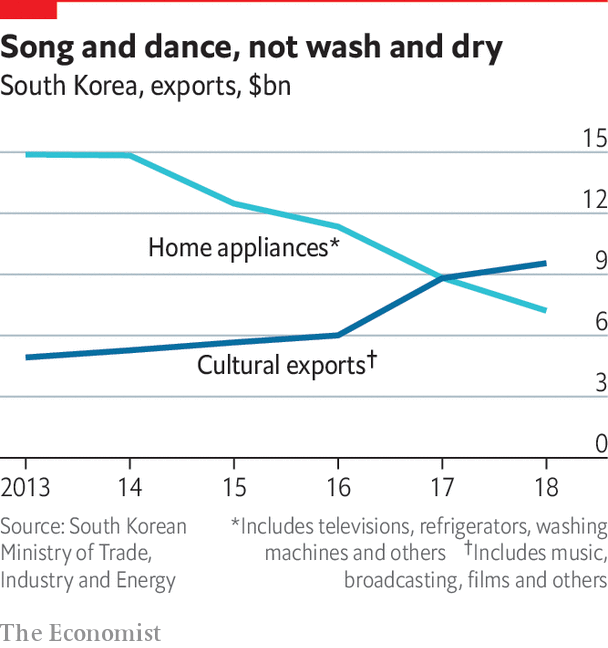 Song and dance, not wash and dry
South Korea, exports, $bn
15
12
Home appliances*
9
6
Cultural exports†
3
0
2013 14 15 16 17 18
Source: South Korean
Ministry of Trade,
Industry and Energy
*Includes televisions, refrigerators, washing
machines and others †Includes music,
broadcasting, films and others
The Economist